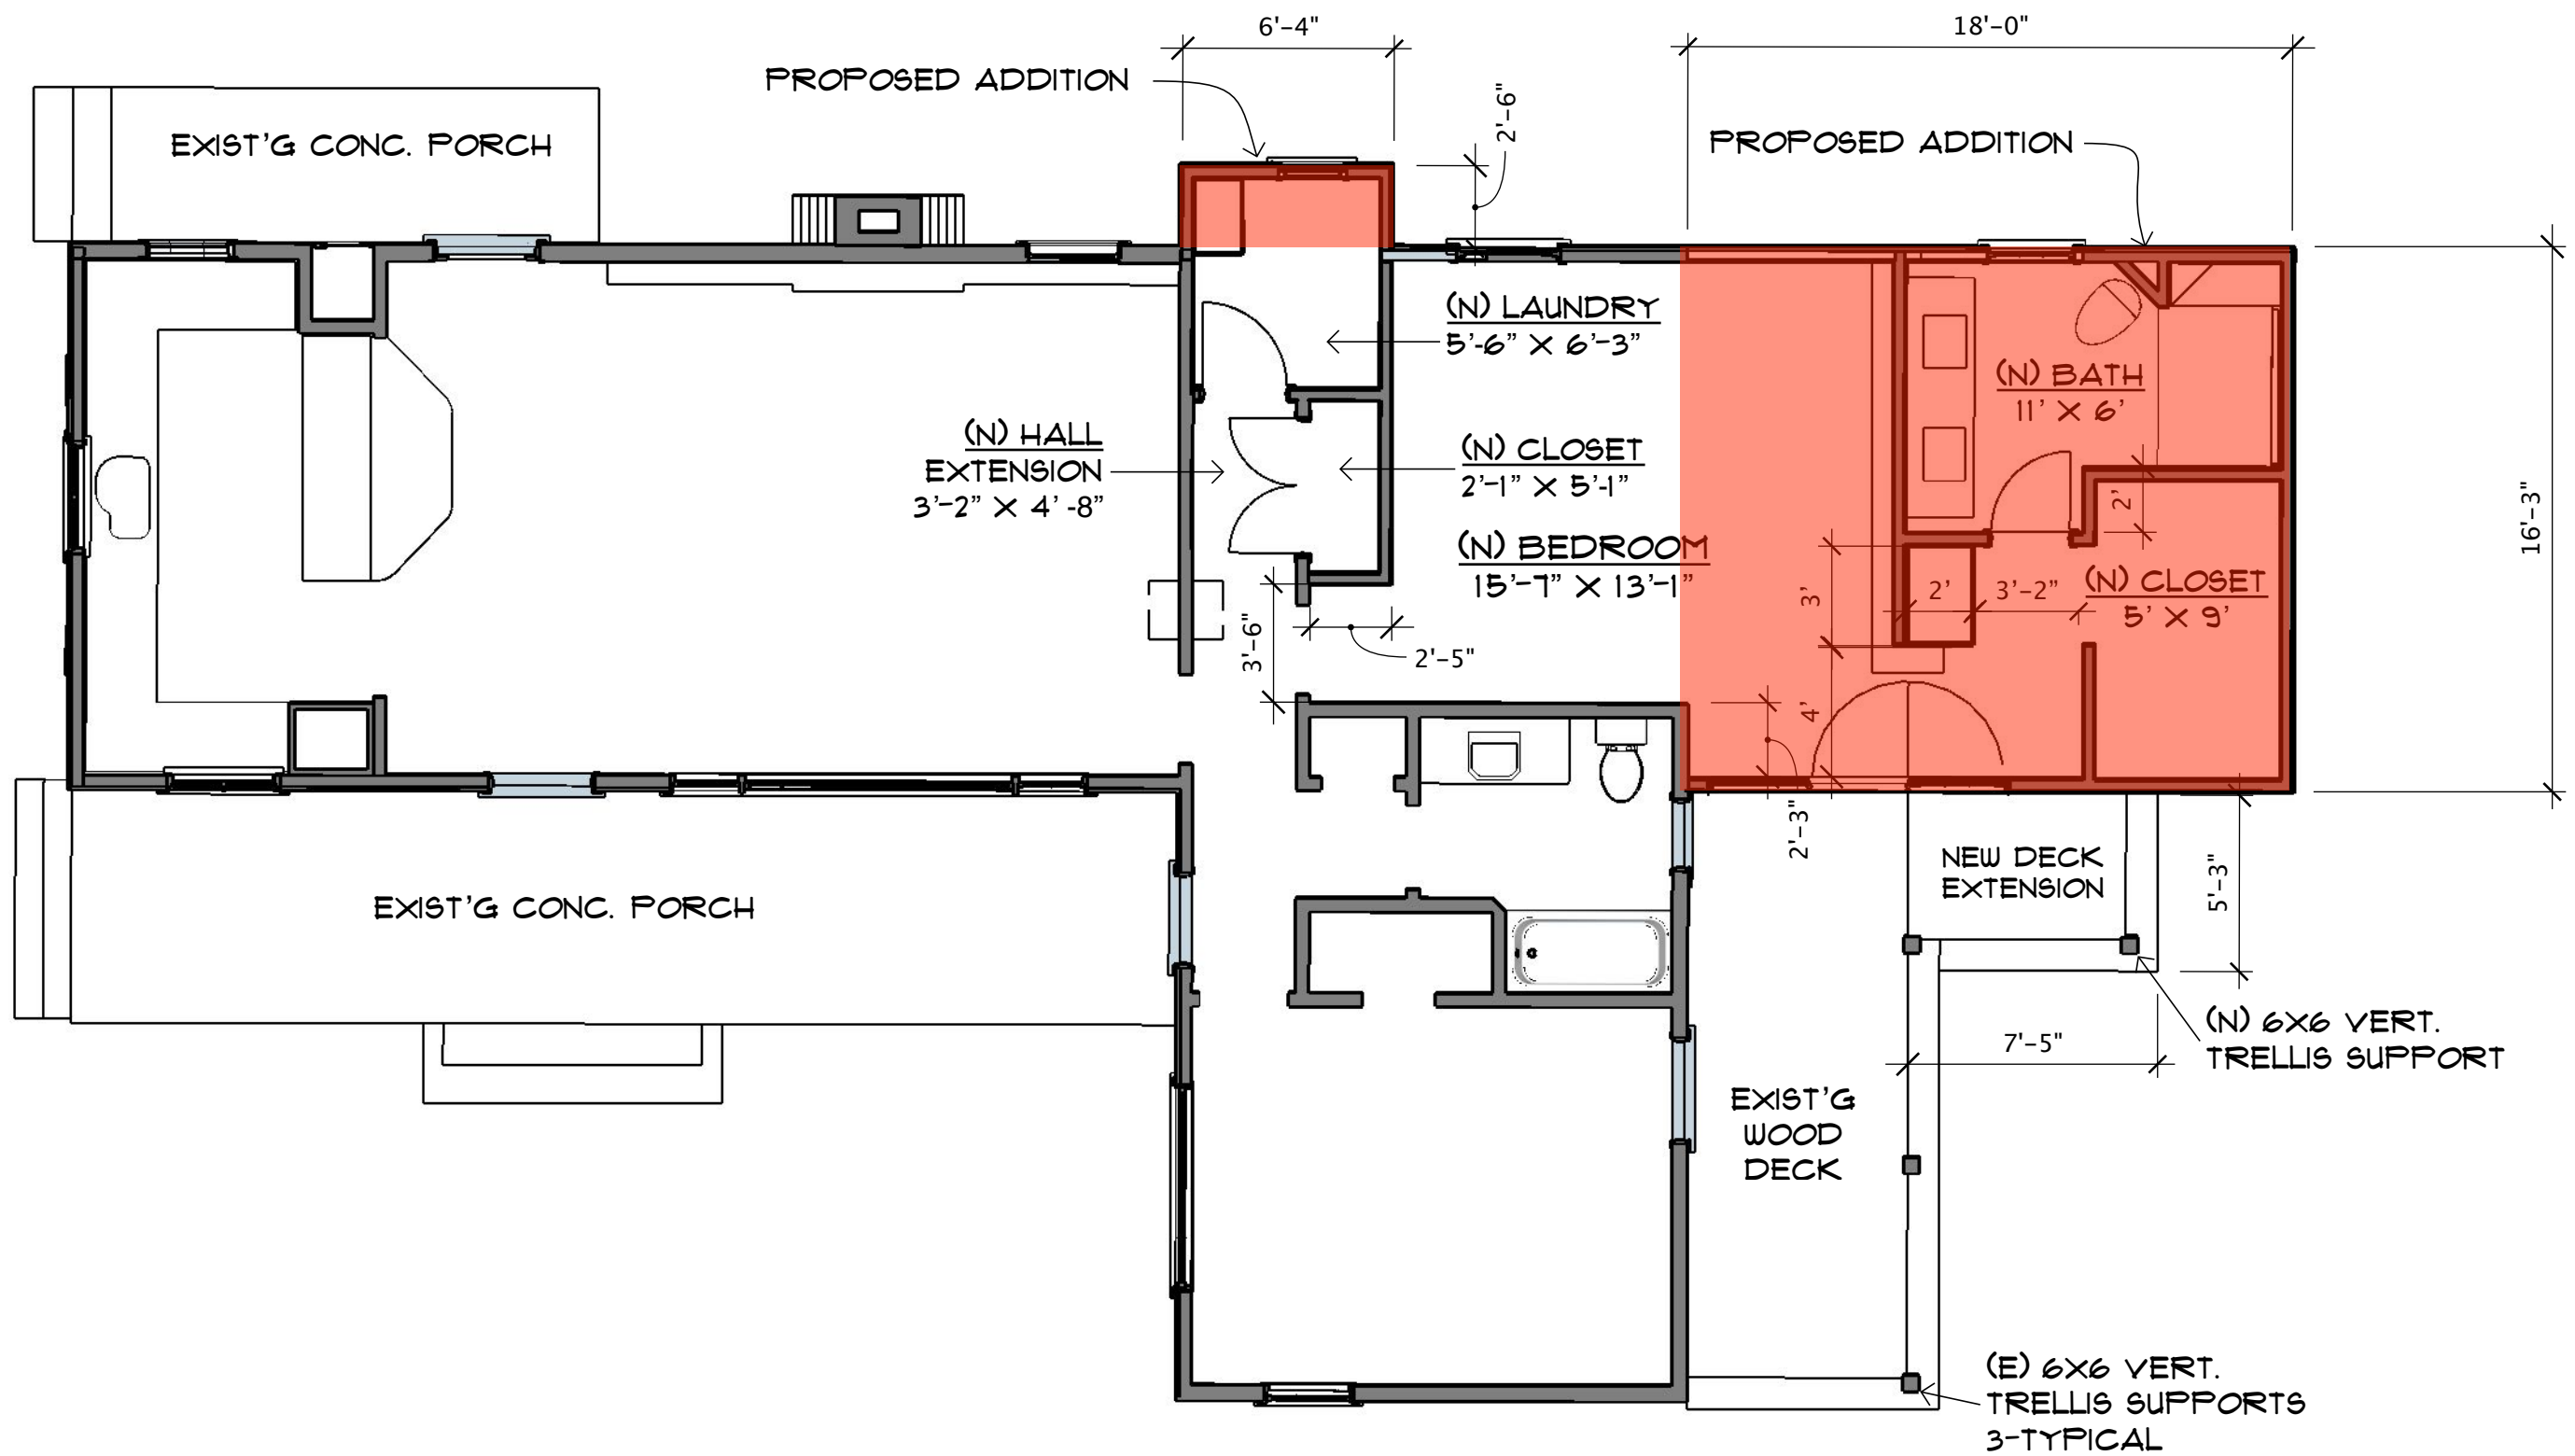 6'-4"
18'-0"
PROPOSED ADDITION
2'-6"
PROPOSED ADDITION
EXIST'G CONC. PORCH
(N) LAUNDRY
5'-6" X 6'-3"
(N) BATH
11' X 6'
(N) HALL
EXTENSION
3'-2" X 4'-8"
(N) CLOSET
2'-1" X 5'-1"
2'
16'-3"
(N) BEDROOM
15'-7" X 13'-1"
3'
2'
3'-2"
(N) CLOSET
5' X 9'
3'-6"
2'-5"
4'
2'-3"
NEW DECK
EXTENSION
5'-3"
EXIST'G CONC. PORCH
(N) 6X6 VERT.
TRELLIS SUPPORT
7'-5"
EXIST'G
WOOD
DECK
(E) 6X6 VERT.
TRELLIS SUPPORTS
3-TYPICAL